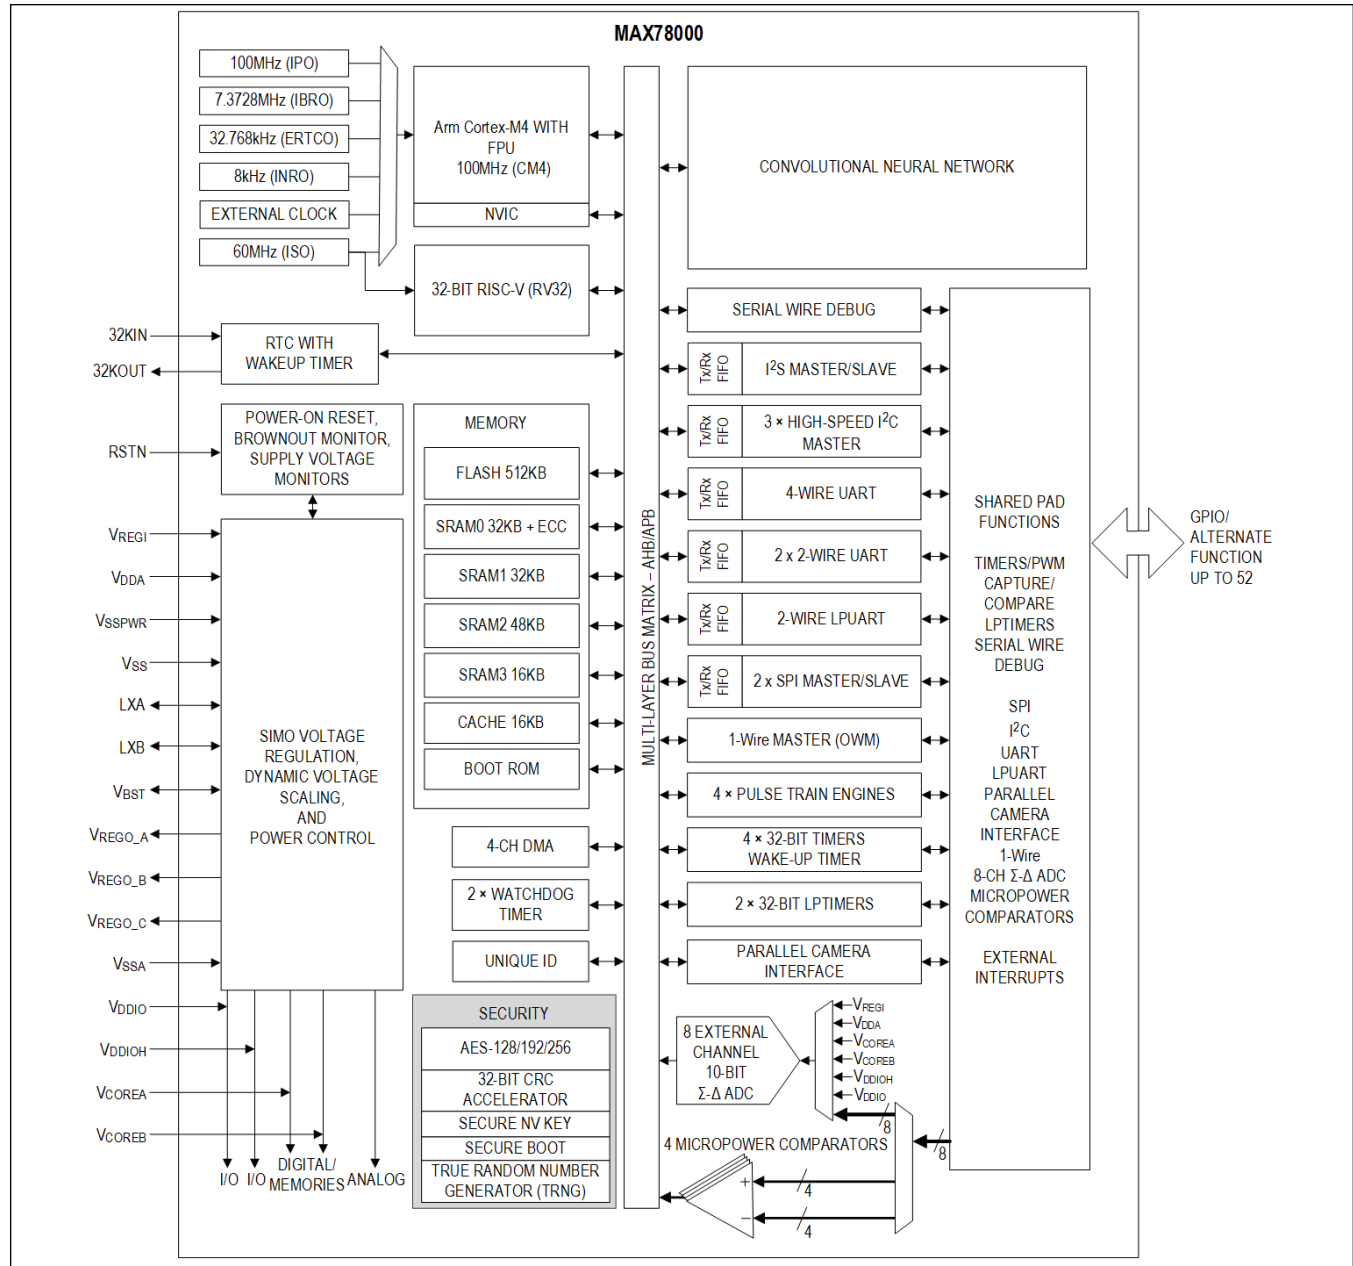 MAX78000
100MHz (IPO)
7.3728MHz (IBRO)
32.768kHz (ERTCO)
8kHz (INRO)
EXTERNAL CLOCK
60MHz (ISO)
Arm Cortex-M4 WITH
FPU
100MHz (CM4)
NVIC
32-BIT RISC-V (RV32)
CONVOLUTIONAL NEURAL NETWORK
MULTI-LAYER BUS MATRIX – AHB/APB
32KIN
32KOUT
RTC WITH
WAKEUP TIMER
RSTN
POWER-ON RESET,
BROWNOUT MONITOR,
SUPPLY VOLTAGE
MONITORS
VREGI
VDDA
VSSPWR
VSS
LXA
LXB
VBST
VREGO_A
VREGO_B
VREGO_C
VSSA
VDDIO
VDDIOH
VCOREA
VCOREB
SIMO VOLTAGE
REGULATION,
DYNAMIC VOLTAGE
SCALING,
AND
POWER CONTROL
I/O
I/O
DIGITAL/
MEMORIES
ANALOG
MEMORY
FLASH 512KB
SRAM0 32KB + ECC
SRAM1 32KB
SRAM2 48KB
SRAM3 16KB
CACHE 16KB
BOOT ROM
4-CH DMA
2 × WATCHDOG
TIMER
UNIQUE ID
SECURITY
AES-128/192/256
32-BIT CRC
ACCELERATOR
SECURE NV KEY
SECURE BOOT
TRUE RANDOM NUMBER
GENERATOR (TRNG)
SERIAL WIRE DEBUG
Tx/Rx
FIFO
I²S MASTER/SLAVE
Tx/Rx
FIFO
3 × HIGH-SPEED I²C
MASTER
Tx/Rx
FIFO
4-WIRE UART
Tx/Rx
FIFO
2 x 2-WIRE UART
Tx/Rx
FIFO
2-WIRE LPUART
Tx/Rx
FIFO
2 x SPI MASTER/SLAVE
1-Wire MASTER (OWM)
4 × PULSE TRAIN ENGINES
4 × 32-BIT TIMERS
WAKE-UP TIMER
2 × 32-BIT LPTIMERS
PARALLEL CAMERA
INTERFACE
8 EXTERNAL
CHANNEL
10-BIT
Σ-Δ ADC
VREGI
VDDA
VCOREA
VCOREB
VDDIOH
VDDIO
8
8
4 MICROPOWER COMPARATORS
+
4
−
4
SHARED PAD
FUNCTIONS
TIMERS/PWM
CAPTURE/
COMPARE
LPTIMERS
SERIAL WIRE
DEBUG
SPI
I²C
UART
LPUART
PARALLEL
CAMERA
INTERFACE
1-Wire
8-CH Σ-Δ ADC
MICROPOWER
COMPARATORS
EXTERNAL
INTERRUPTS
GPIO/
ALTERNATE
FUNCTION
UP TO 52